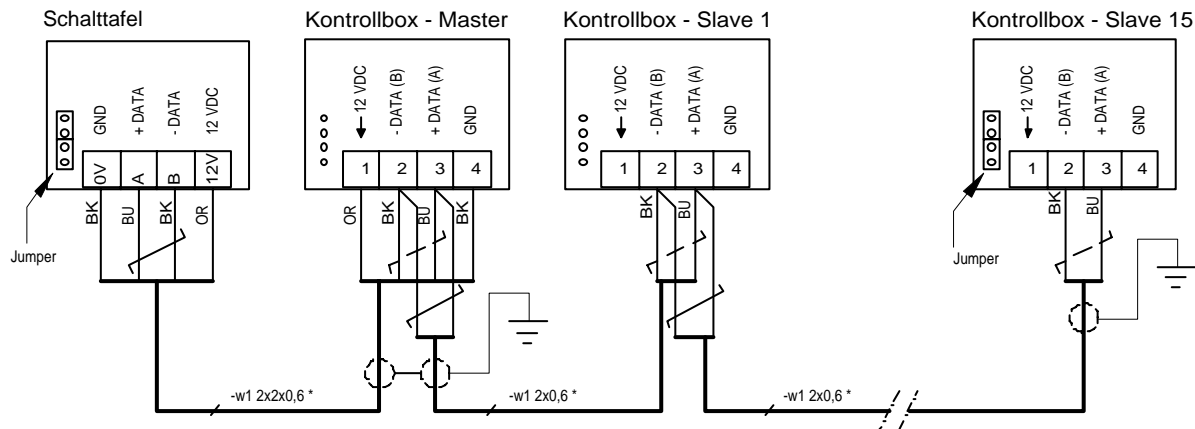 Schalttafel
Kontrollbox - Master
Kontrollbox - Slave 1
Kontrollbox - Slave 15
GND
+ DATA
- DATA
12 VDC
0V
A
B
12V
BK
BU
BK
OR
Jumper
12 VDC
- DATA (B)
+ DATA (A)
GND
1
2
3
4
OR
BK
BU
BK
12 VDC
- DATA (B)
+ DATA (A)
GND
1
2
3
4
BK
BU
12 VDC
- DATA (B)
+ DATA (A)
GND
1
2
3
4
BK
BU
Jumper
-w1 2x2x0,6 *
-w1 2x0,6 *
-w1 2x0,6 *